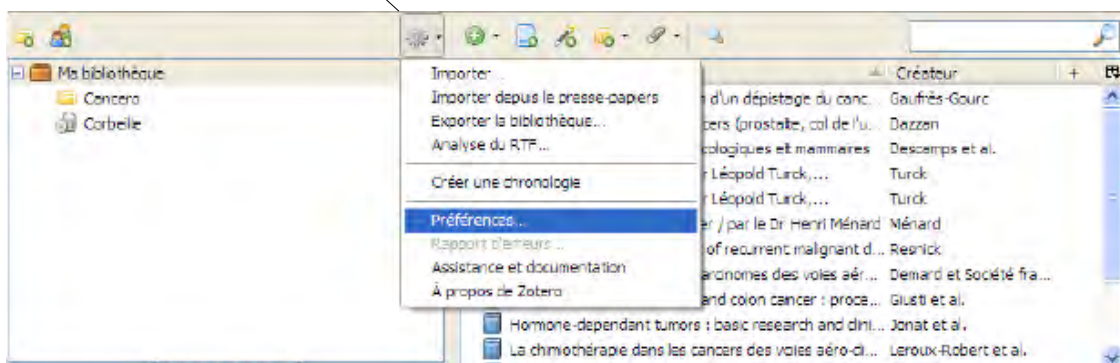 Ma bibliothèque
Cancero
Corbeille
Importer...
Importer depuis le presse-papiers
Exporter la bibliothèque...
Analyse du RTF...
Créer une chronologie
Préférences...
Rapport d'erreurs...
Assistance et documentation
À propos de Zotero
Créateur +
d'un dépistage du canc... Gaufrès-Gourc
cers (prostate, col de l'u... Dazzan
cologiques et mammaires Descamps et al.
Léopold Turck,... Turck
Léopold Turck,... Turck
er / par le Dr Henri Ménard Ménard
of recurrent malignant d... Resnick
arcinomes des voies aér... Demard et Société fra...
and colon cancer : proce... Giusti et al.
Hormone-dependant tumors : basic research and clini... Jonat et al.
La chimiothérapie dans les cancers des voies aéro-di... Leroux-Robert et al.